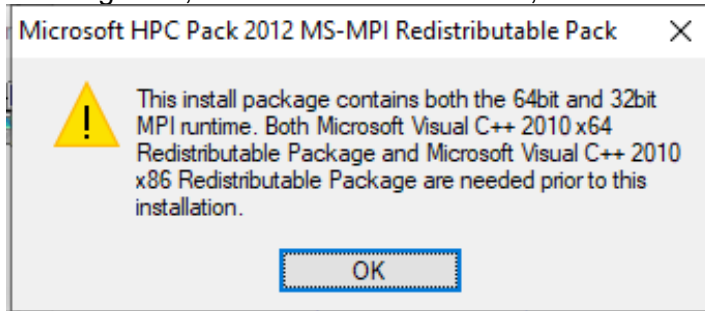 Microsoft HPC Pack 2012 MS-MPI Redistributable Pack
This install package contains both the 64bit and 32bit
MPI runtime. Both Microsoft Visual C++ 2010 x64
Redistributable Package and Microsoft Visual C++ 2010
x86 Redistributable Package are needed prior to this
installation.
OK